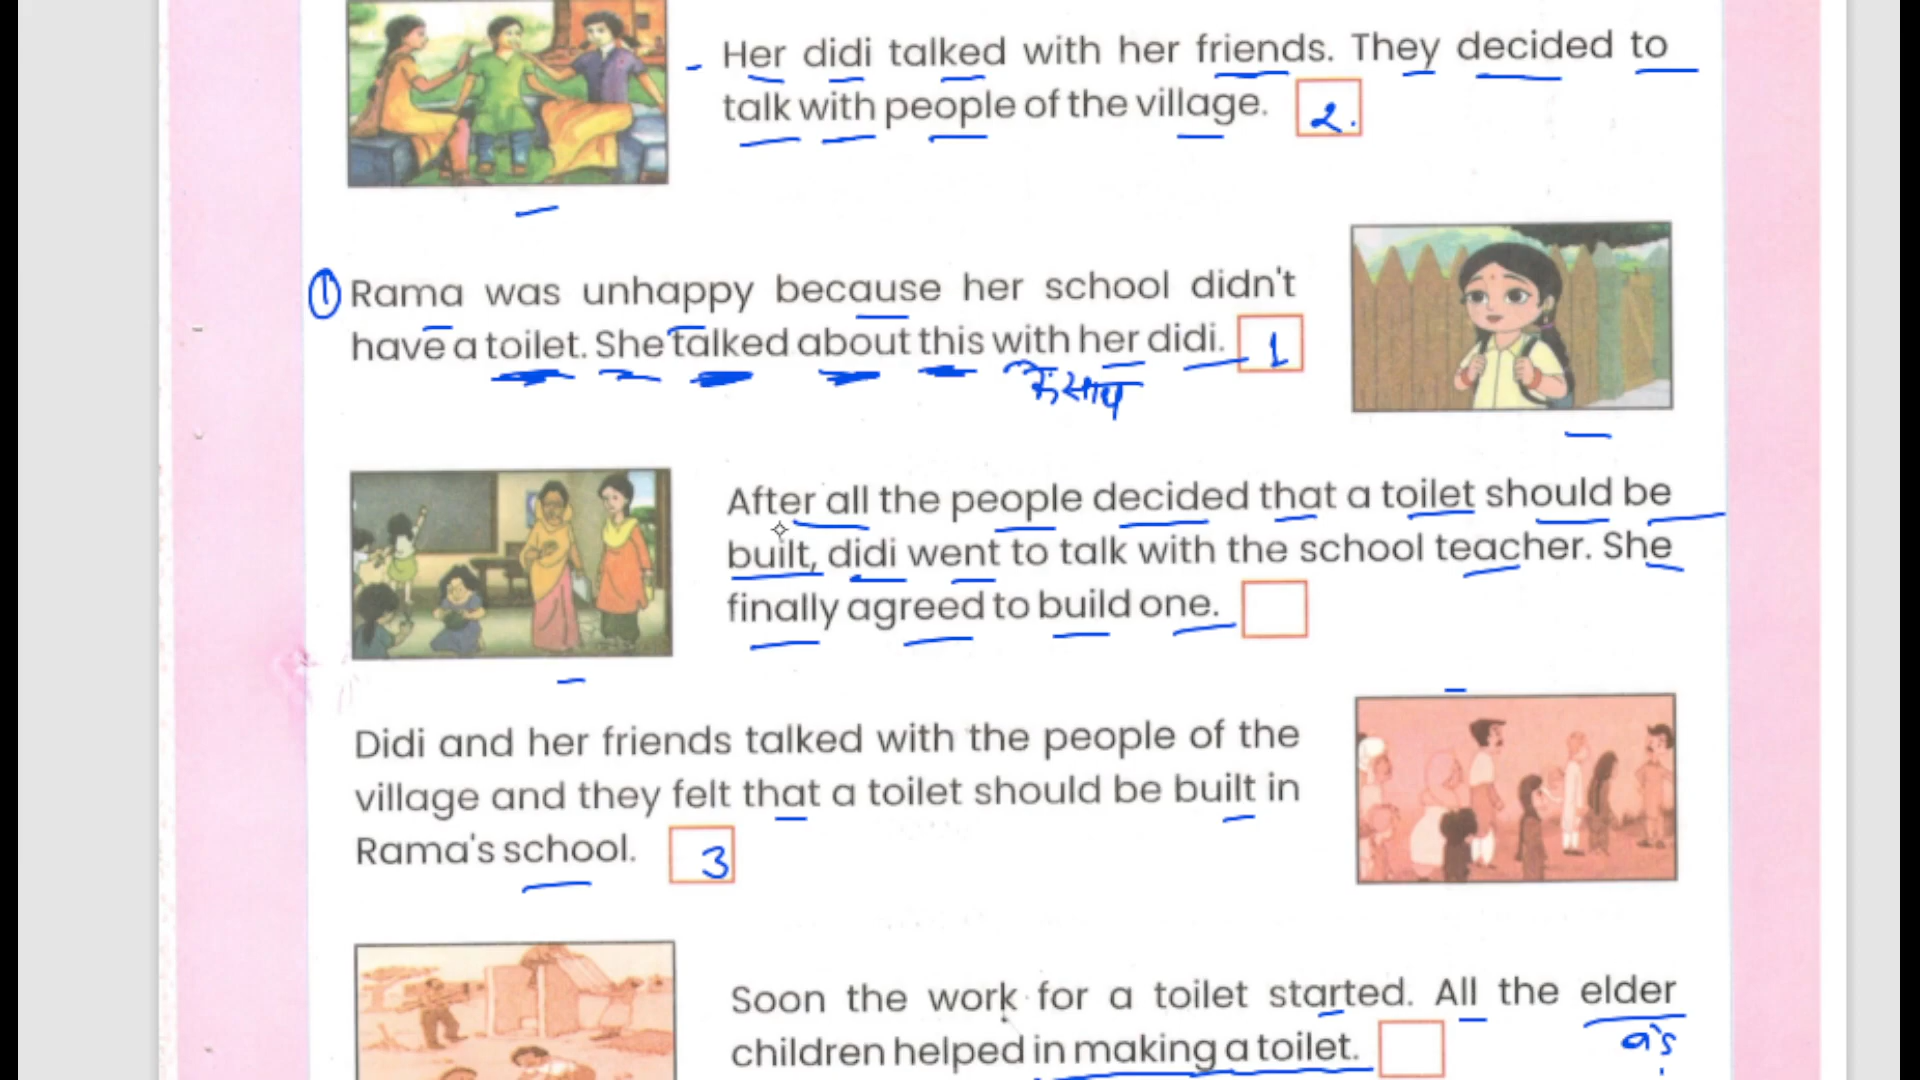 Her didi talked with her friends. They decided to
talk with people of the village. 2.
1 Rama was unhappy because her school didn't
have a toilet. She talked about this with her didi. 1
के साथ
After all the people decided that a toilet should be
built, didi went to talk with the school teacher. She
finally agreed to build one.
Didi and her friends talked with the people of the
village and they felt that a toilet should be built in
Rama's school. 3
Soon the work for a toilet started. All the elder
children helped in making a toilet.